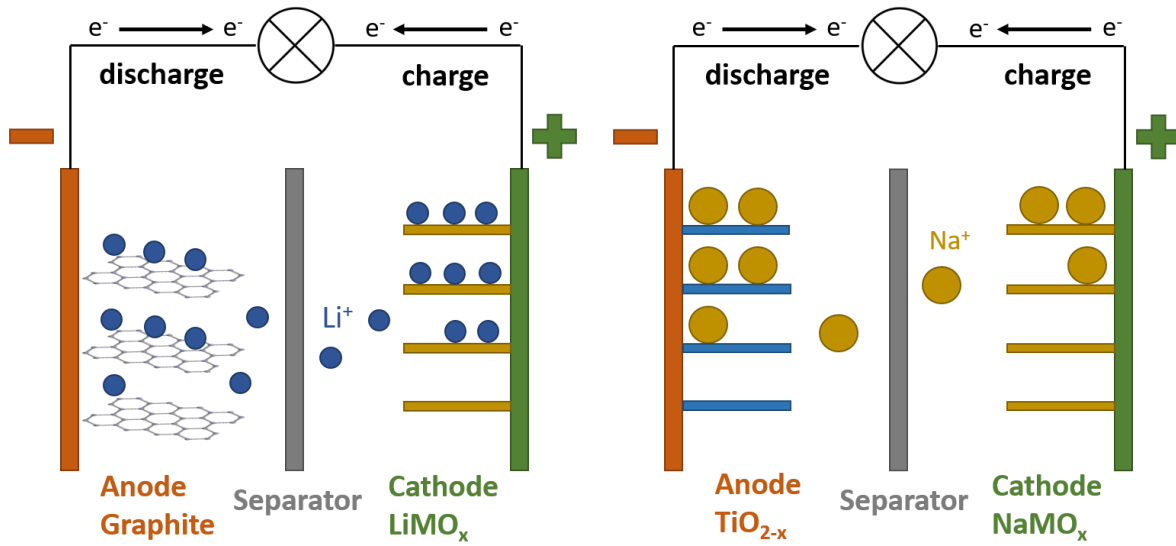 e⁻ e⁻ e⁻ e⁻
discharge charge
Li⁺
Anode
Graphite
Separator
Cathode
LiMOₓ
e⁻ e⁻ e⁻ e⁻
discharge charge
Na⁺
Anode
TiO₂₋ₓ
Separator
Cathode
NaMOₓ